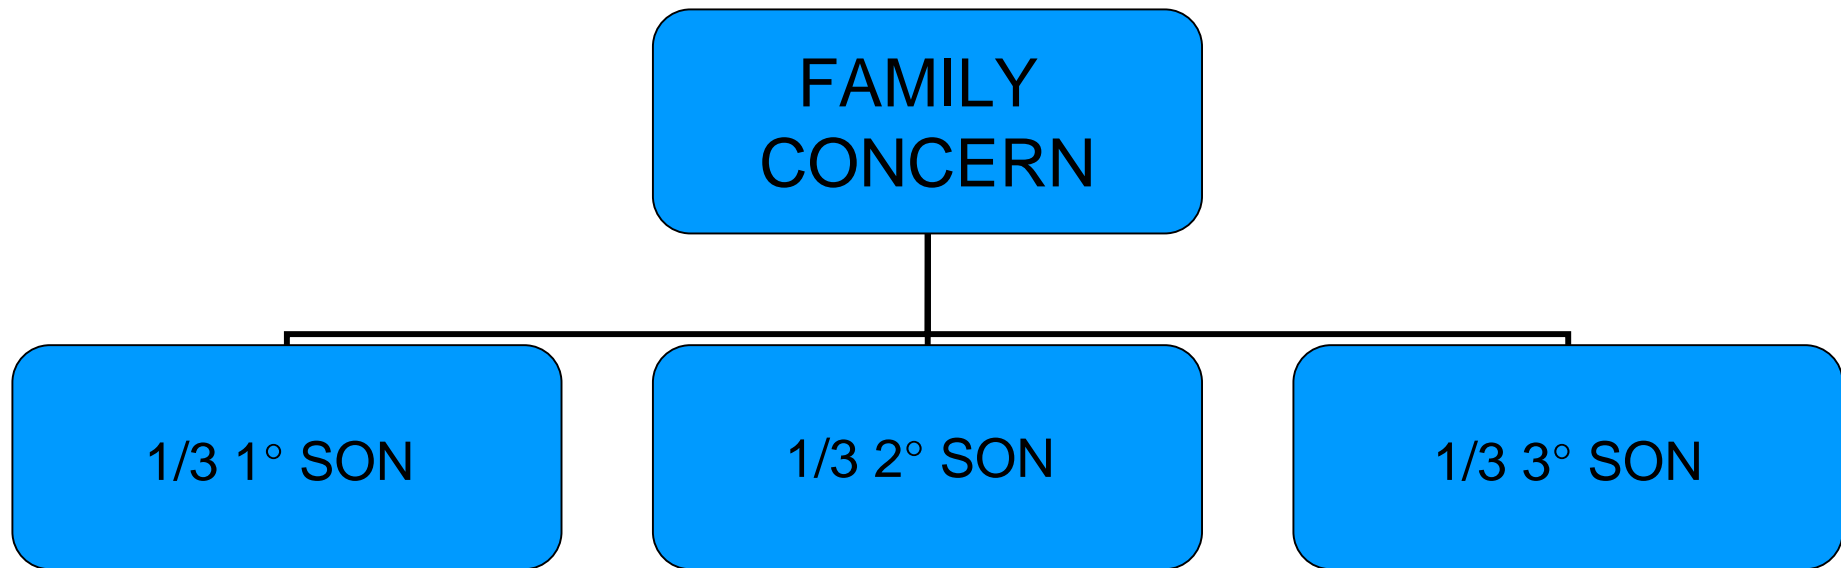 FAMILY
CONCERN
1/3 1° SON
1/3 2° SON
1/3 3° SON